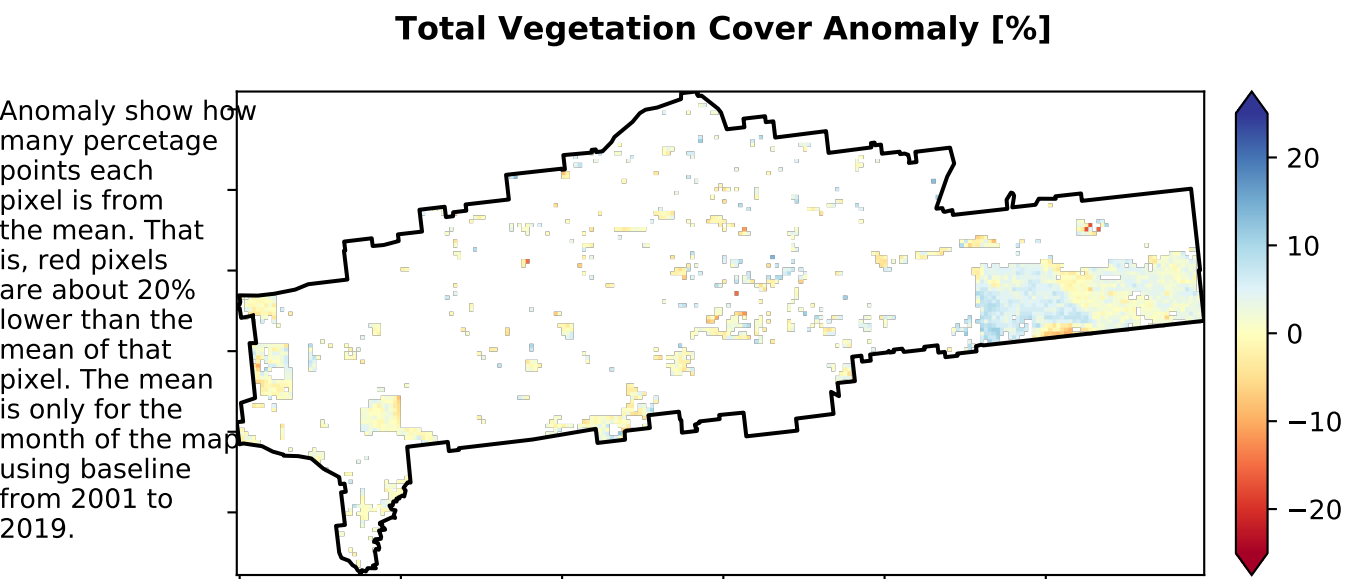 Total Vegetation Cover Anomaly [%]
Anomaly show how
many percetage
points each
pixel is from
the mean. That
is, red pixels
are about 20%
lower than the
mean of that
pixel. The mean
is only for the
month of the map
using baseline
from 2001 to
2019.
20
10
0
−10
−20